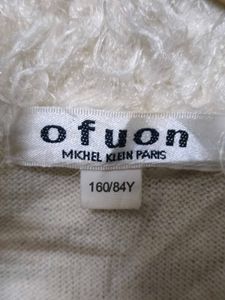 ofuon
MICHEL KLEIN PARIS
160/84Y